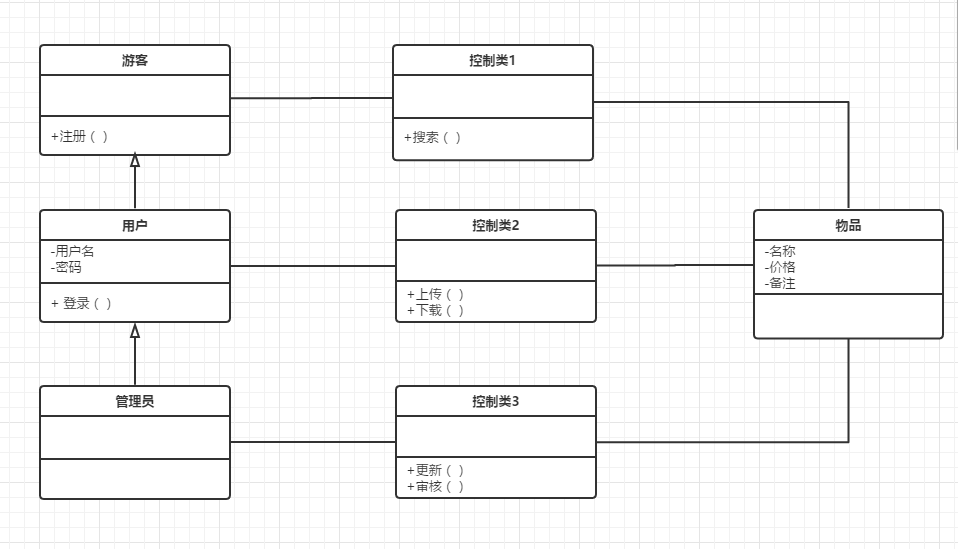 游客
+注册（ ）
控制类1
+搜索（ ）
用户
-用户名
-密码
+ 登录（ ）
控制类2
+上传（ ）
+下载（ ）
物品
-名称
-价格
-备注
管理员
控制类3
+更新（ ）
+审核（ ）